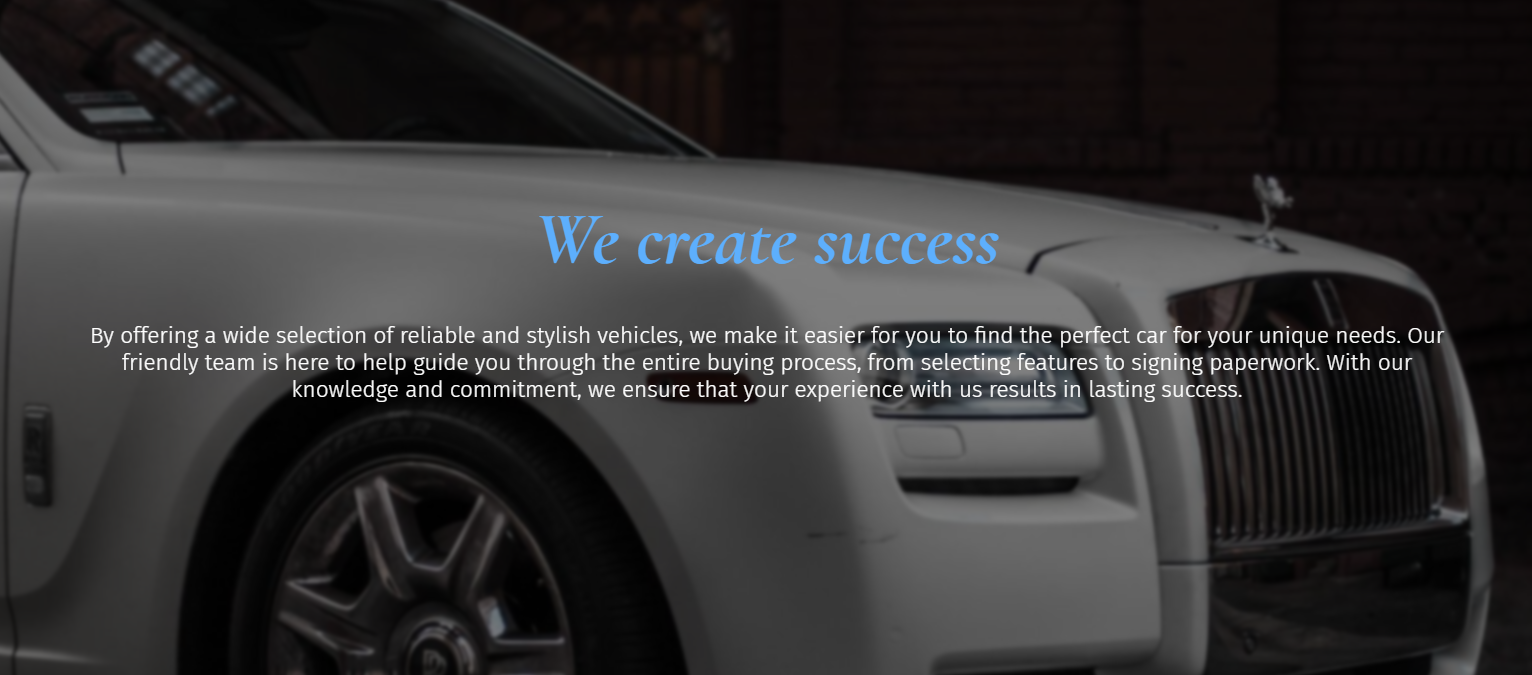 We create success
By offering a wide selection of reliable and stylish vehicles, we make it easier for you to find the perfect car for your unique needs. Our
friendly team is here to help guide you through the entire buying process, from selecting features to signing paperwork. With our
knowledge and commitment, we ensure that your experience with us results in lasting success.